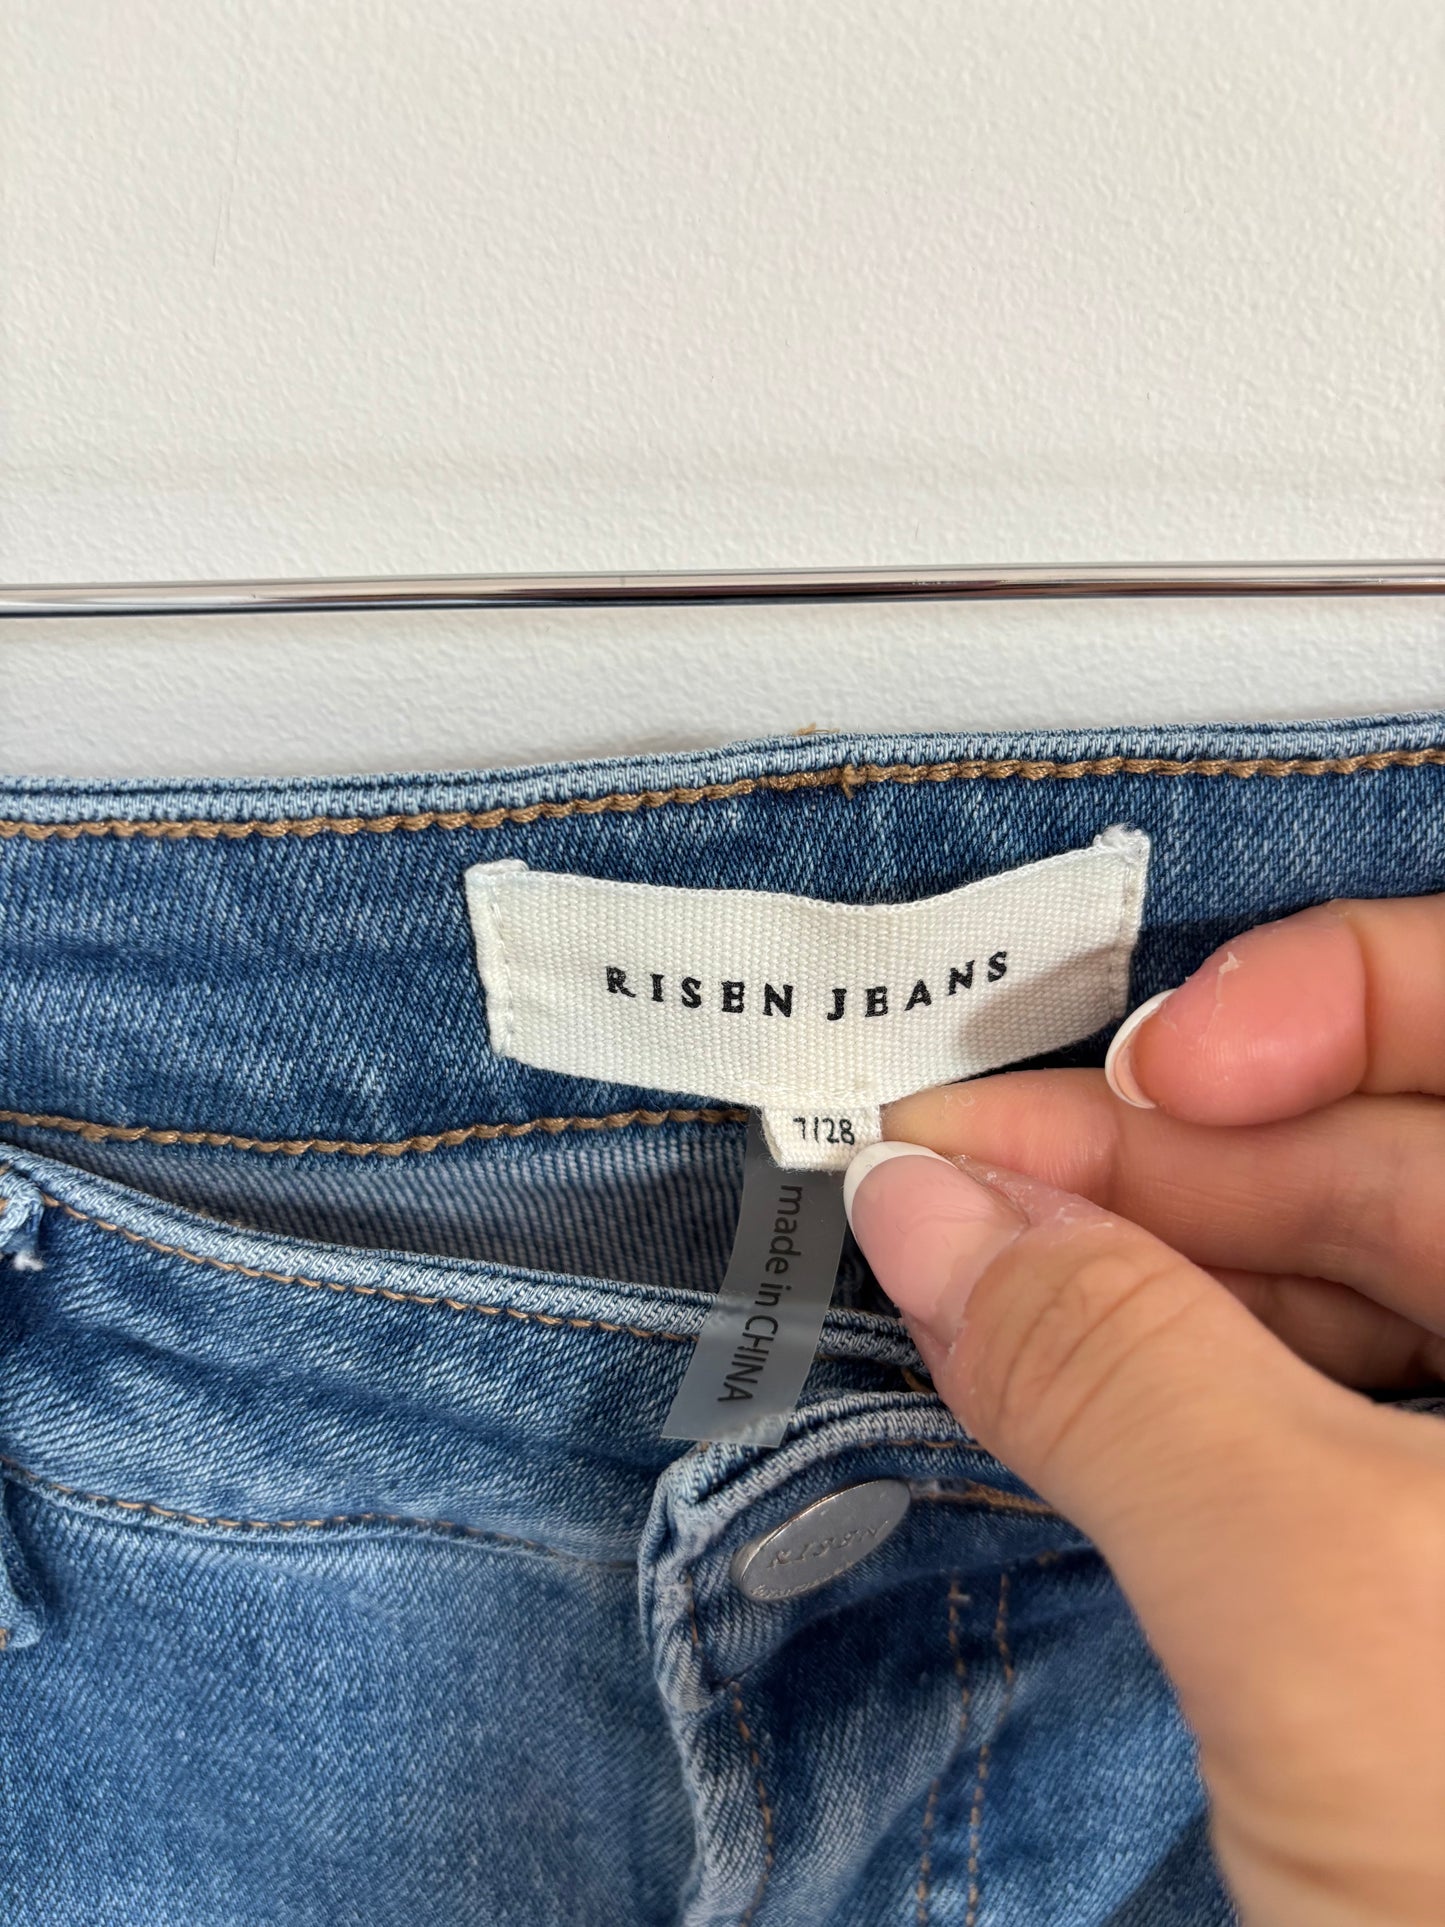 RISEN JEANS
7/28
made in CHINA
RISEN